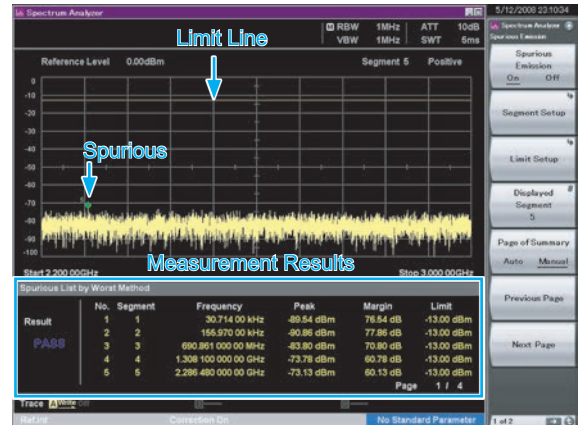 Spectrum Analyzer
5/12/2008 23:10:34
M RBW 1MHz ATT 10dB
VBW 1MHz SWT 5ms
Limit Line
Reference Level 0.00dBm Segment 5 Positive
0
-10
-20
-30
-40
-50
-60
-70
-80
-90
-100
Spurious
5
Start 2.200 00GHz Stop 3.000 00GHz
Measurement Results
Spurious List by Worst Method
No. Segment Frequency Peak Margin Limit
Result
PASS
1 1 30.714 00 kHz -89.54 dBm 76.54 dB -13.00 dBm
2 2 155.970 00 kHz -90.86 dBm 77.86 dB -13.00 dBm
3 3 690.861 000 00 MHz -83.80 dBm 70.80 dB -13.00 dBm
4 4 1.308 100 000 00 GHz -73.78 dBm 60.78 dB -13.00 dBm
5 5 2.286 480 000 00 GHz -73.13 dBm 60.13 dB -13.00 dBm
Page 1 / 4
Trace A Write Off
Ref.Int Correction On No Standard Parameter
Spectrum Analyzer
Spurious Emission
Spurious
Emission
On Off
Segment Setup
Limit Setup
Displayed
Segment
5
Page of Summary
Auto Manual
Previous Page
Next Page
1 of 2